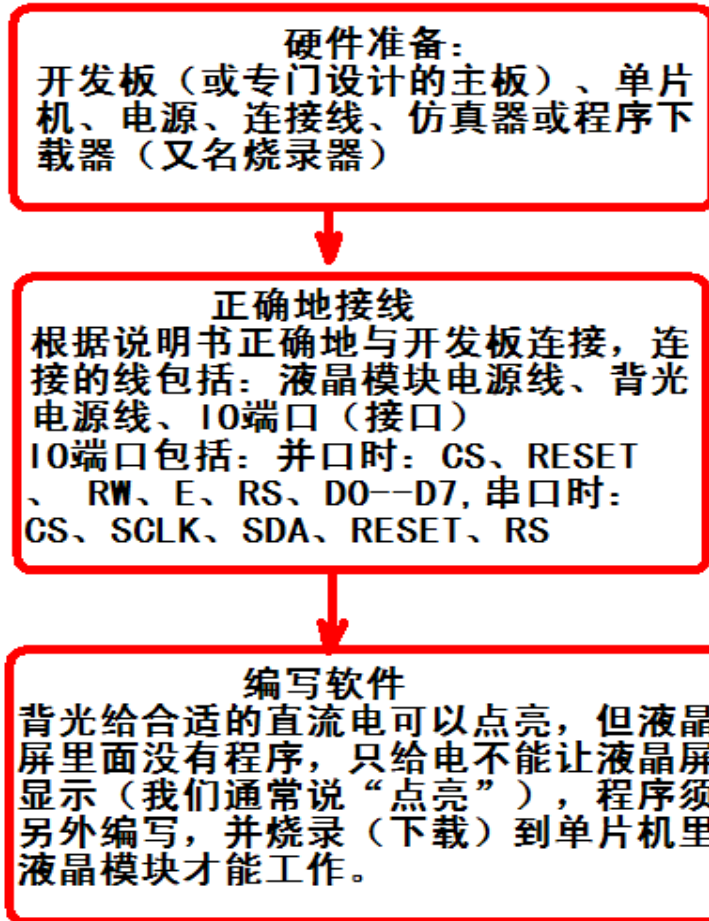 硬件准备：
开发板（或专门设计的主板）、单片
机、电源、连接线、仿真器或程序下
载器（又名烧录器）
正确地接线
根据说明书正确地与开发板连接，连
接的线包括：液晶模块电源线、背光
电源线、IO端口（接口）
IO端口包括：并口时：CS、RESET
、 RW、E、RS、D0--D7,串口时：
CS、SCLK、SDA、RESET、RS
编写软件
背光给合适的直流电可以点亮，但液晶
屏里面没有程序，只给电不能让液晶屏
显示（我们通常说“点亮”），程序须
另外编写，并烧录（下载）到单片机里
液晶模块才能工作。